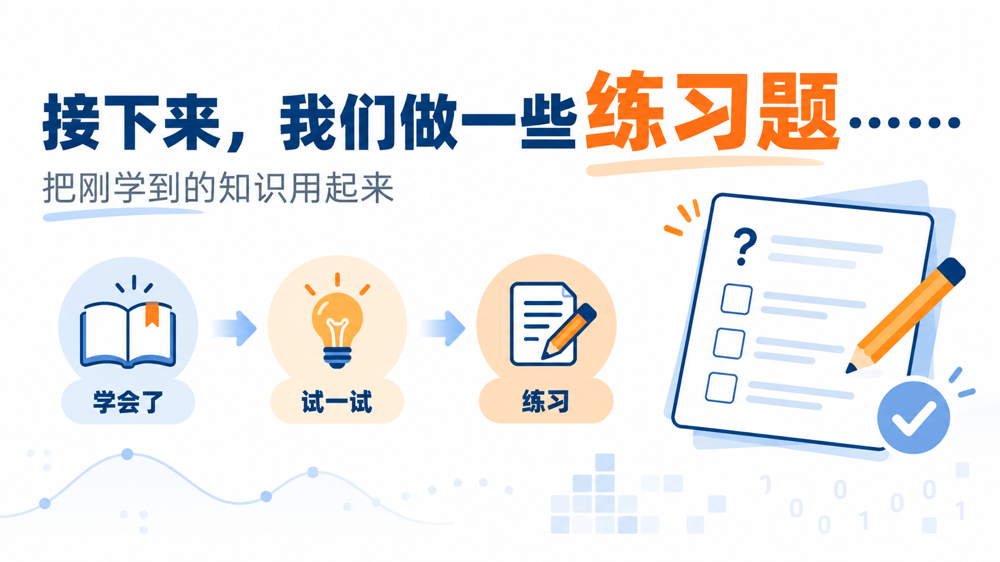 接下来，我们做一些练习题……
把刚学到的知识用起来
?
学会了
试一试
练习
1 0 0 0 0 1 0 1